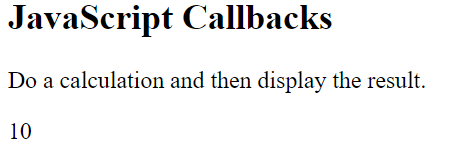 JavaScript Callbacks
Do a calculation and then display the result.
10